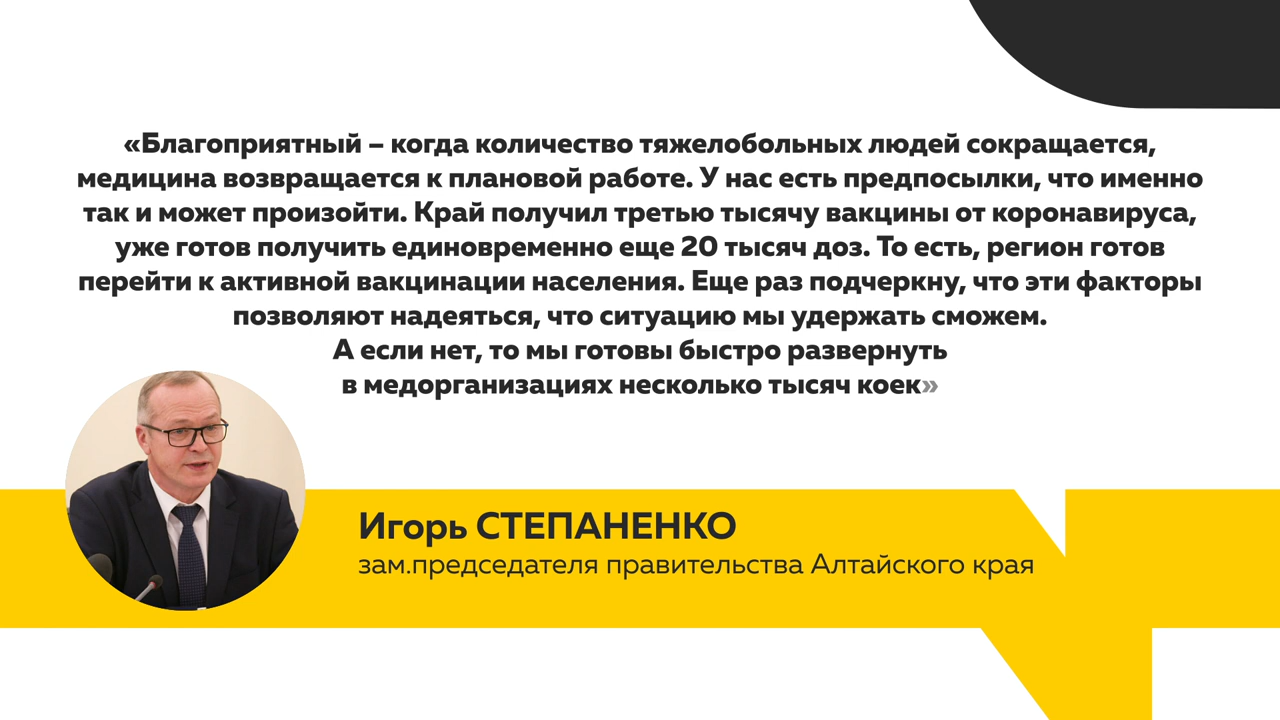 «Благоприятный – когда количество тяжелобольных людей сокращается,
медицина возвращается к плановой работе. У нас есть предпосылки, что именно
так и может произойти. Край получил третью тысячу вакцины от коронавируса,
уже готов получить единовременно еще 20 тысяч доз. То есть, регион готов
перейти к активной вакцинации населения. Еще раз подчеркну, что эти факторы
позволяют надеяться, что ситуацию мы удержать сможем.
А если нет, то мы готовы быстро развернуть
в медорганизациях несколько тысяч коек»
Игорь СТЕПАНЕНКО
зам.председателя правительства Алтайского края